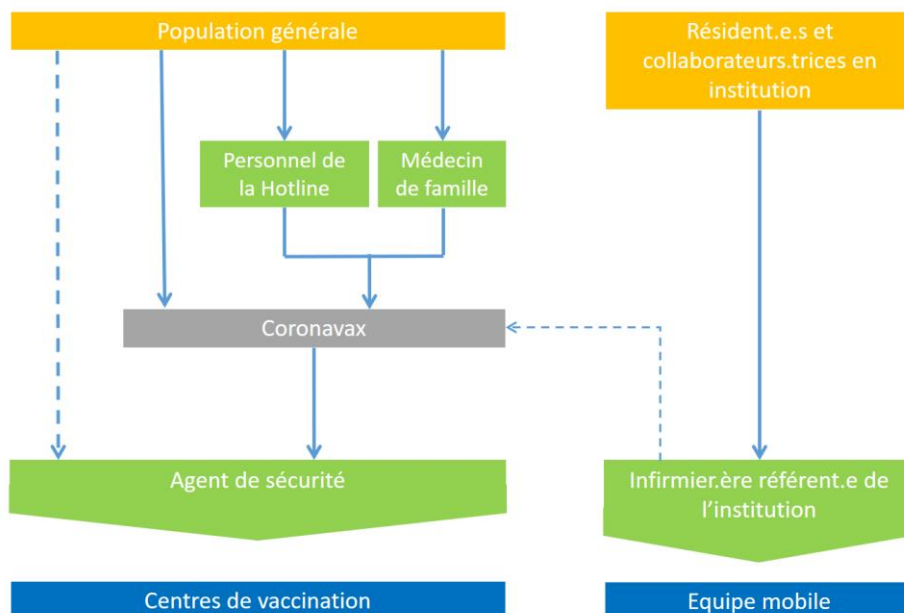 Population générale
Résident.e.s et
collaborateurs.trices en
institution
Personnel de
la Hotline
Médecin
de famille
Coronavax
Agent de sécurité
Infirmier.ère référent.e de
l'institution
Centres de vaccination
Equipe mobile